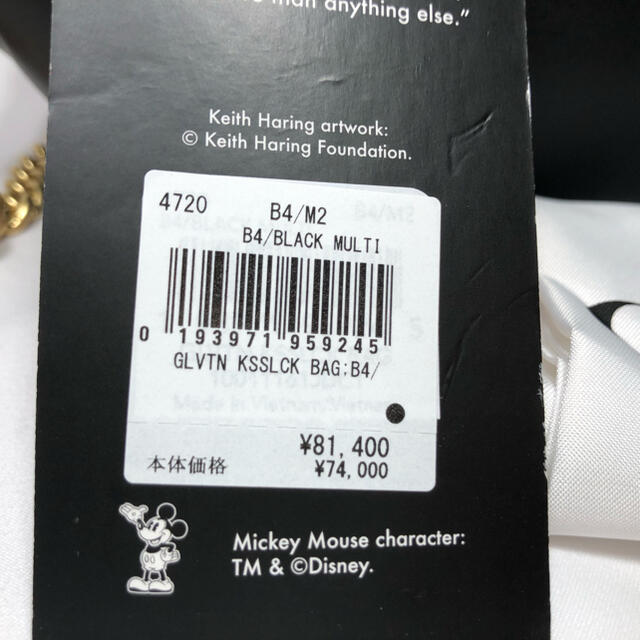 than anything else.”
Keith Haring artwork:
© Keith Haring Foundation.
4720 B4/M2
B4/BLACK MULTI
0 193971 959245
GLVTN KSSLCK BAG:B4/
¥81,400
本体価格 ¥74,000
Mickey Mouse character:
TM & ©Disney.